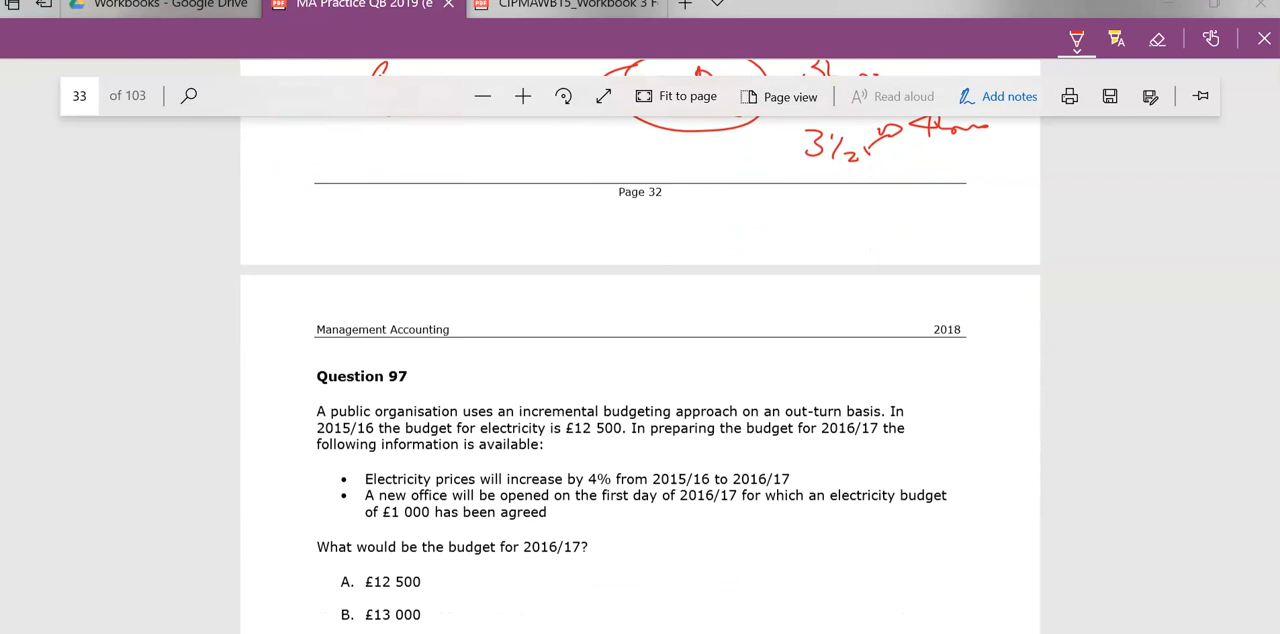 Workbooks - Google Drive
MA Practice QB 2019 (e
CIPMAWB15_Workbook 3 F
33 of 103
Fit to page
Page view
Read aloud
Add notes
3½
Page 32
Management Accounting 2018
Question 97
A public organisation uses an incremental budgeting approach on an out-turn basis. In
2015/16 the budget for electricity is £12 500. In preparing the budget for 2016/17 the
following information is available:
• Electricity prices will increase by 4% from 2015/16 to 2016/17
• A new office will be opened on the first day of 2016/17 for which an electricity budget
of £1 000 has been agreed
What would be the budget for 2016/17?
A. £12 500
B. £13 000